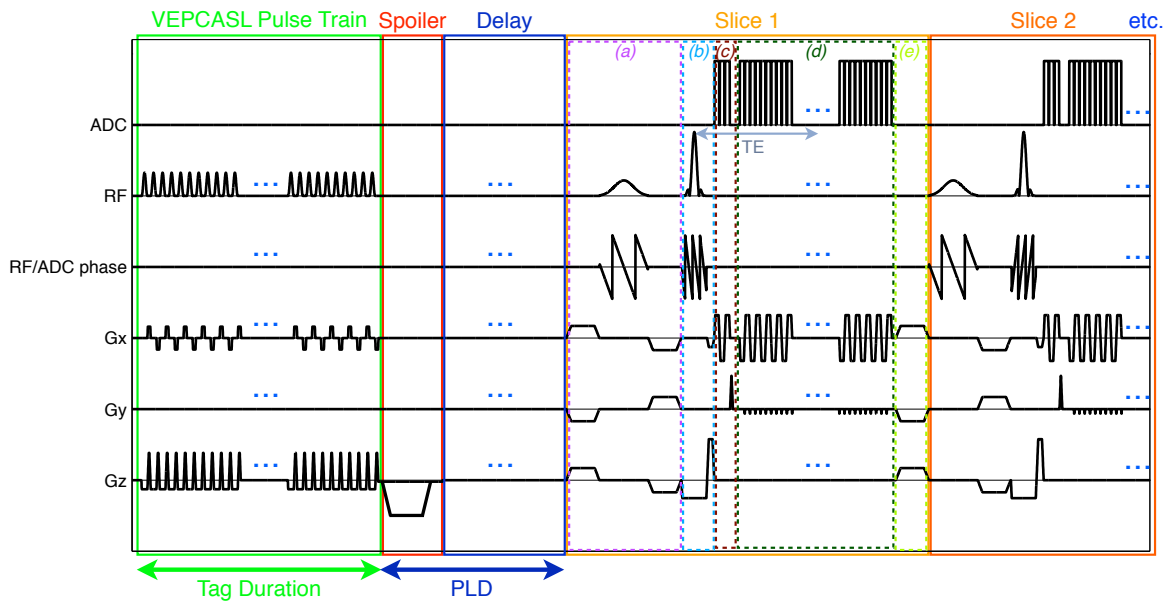 VEPCASL Pulse Train Spoiler Delay Slice 1 Slice 2 etc.
(a) (b) (c) (d) (e)
ADC
TE
RF
RF/ADC phase
Gx
Gy
Gz
Tag Duration PLD